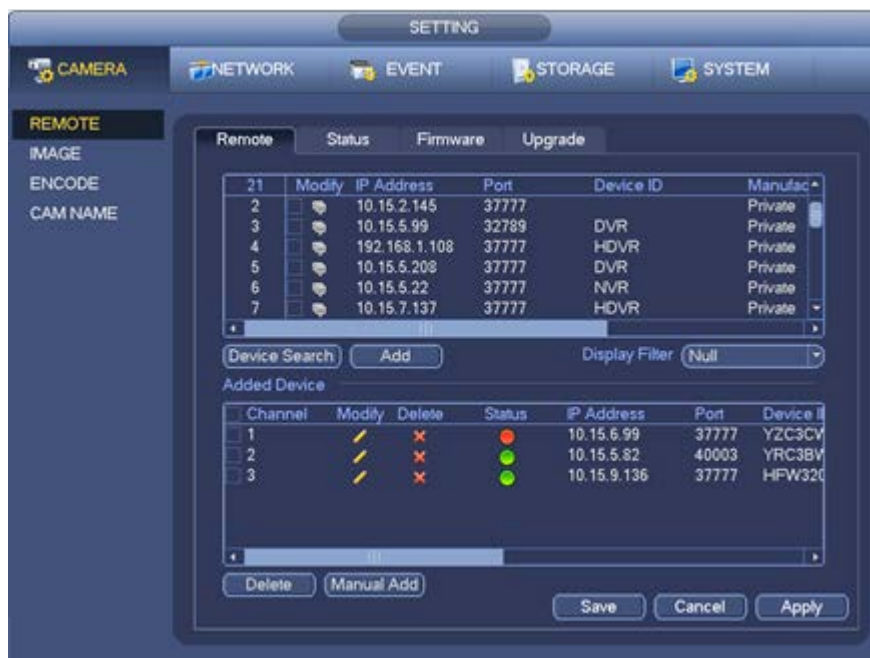 SETTING
CAMERA NETWORK EVENT STORAGE SYSTEM
REMOTE
IMAGE
ENCODE
CAM NAME
Remote Status Firmware Upgrade
21 Modify IP Address Port Device ID Manufac
2 10.15.2.145 37777 Private
3 10.15.5.99 32789 DVR Private
4 192.168.1.108 37777 HDVR Private
5 10.15.5.208 37777 DVR Private
6 10.15.5.22 37777 NVR Private
7 10.15.7.137 37777 HDVR Private
Device Search Add Display Filter Null
Added Device
Channel Modify Delete Status IP Address Port Device I
1 10.15.6.99 37777 YZC3CV
2 10.15.5.82 40003 YRC3BV
3 10.15.9.136 37777 HFW320
Delete Manual Add
Save Cancel Apply